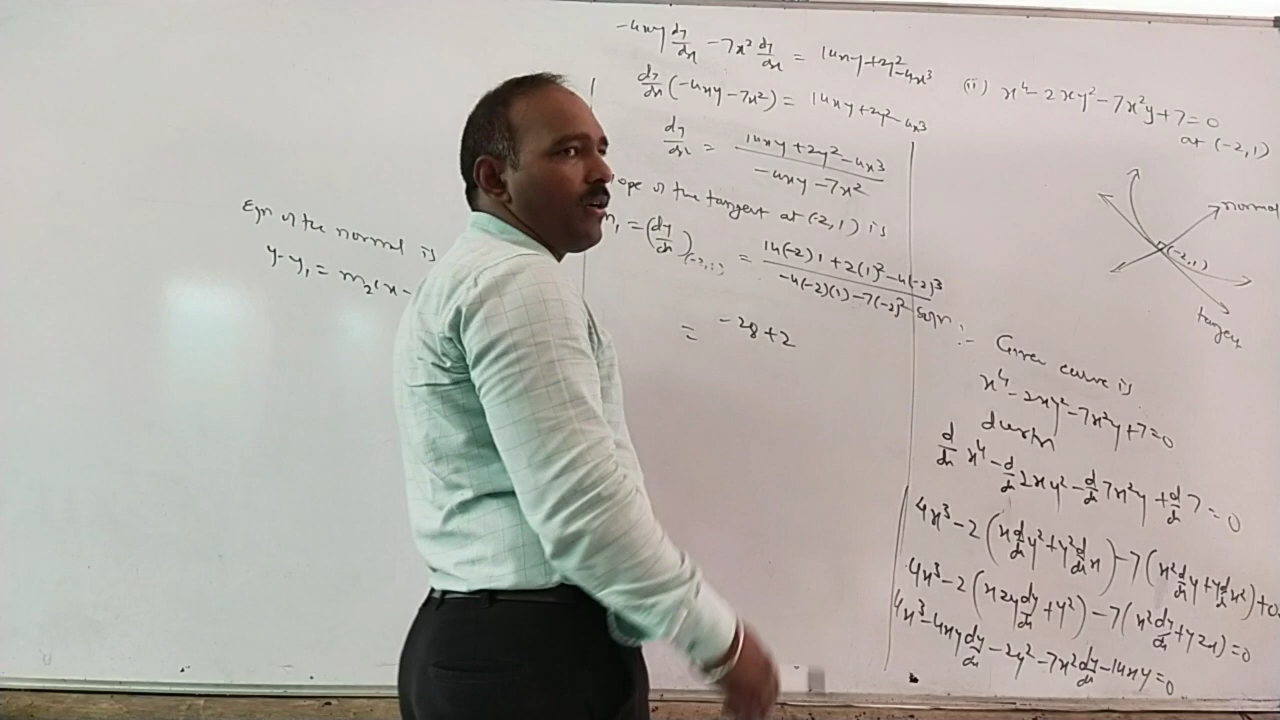 (ii) x⁴ - 2xy² - 7x²y + 7 = 0
at (-2,1)
normal
(-2,1)
tangent
Soln :- Given curve is
x⁴ - 2xy² - 7x²y + 7 = 0
dwrtx
d/dx x⁴ - d/dx 2xy² - d/dx 7x²y + d/dx 7 = 0
4x³ - 2(x d/dx y² + y² d/dx x) - 7(x² d/dx y + y d/dx x²) + 0
4x³ - 2(x2y dy/dx + y²) - 7(x² dy/dx + y2x) = 0
4x³ - 4xy dy/dx - 2y² - 7x² dy/dx - 14xy = 0
-4xy dy/dx - 7x² dy/dx = 14xy + 2y² - 4x³
dy/dx (-4xy - 7x²) = 14xy + 2y² - 4x³
dy/dx = (14xy + 2y² - 4x³)/(-4xy - 7x²)
of the tangent at (-2,1) is
= (dy/dx)(-2,1) = (14(-2)1 + 2(1)² - 4(-2)³)/(-4(-2)(1) - 7(-2)²)
= -28+2
Eqn of the normal is
y - y₁ = m₂(x -